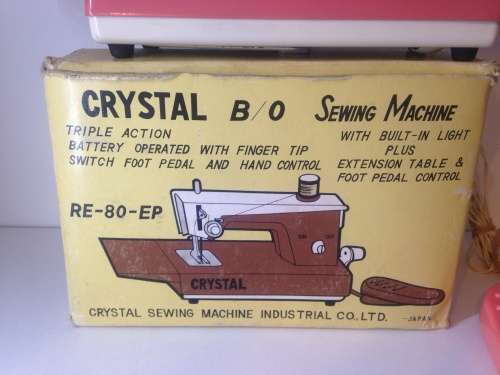 CRYSTAL B/O SEWING MACHINE
TRIPLE ACTION
BATTERY OPERATED WITH FINGER TIP
SWITCH FOOT PEDAL AND HAND CONTROL
WITH BUILT-IN LIGHT
PLUS
EXTENSION TABLE &
FOOT PEDAL CONTROL
RE-80-EP
CRYSTAL
CRYSTAL SEWING MACHINE INDUSTRIAL CO., LTD. -JAPAN